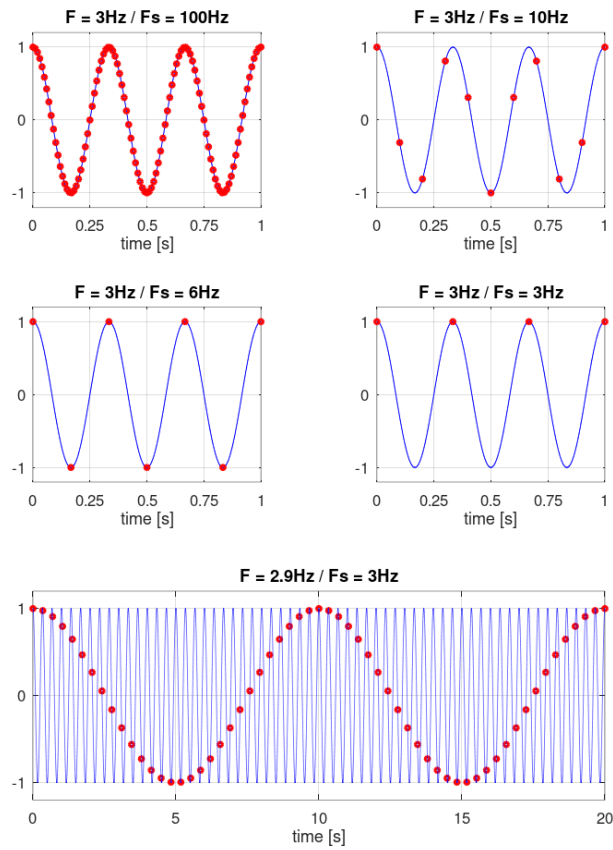 F = 3Hz / Fs = 100Hz
1
0
-1
0 0.25 0.5 0.75 1
time [s]
F = 3Hz / Fs = 10Hz
1
0
-1
0 0.25 0.5 0.75 1
time [s]
F = 3Hz / Fs = 6Hz
1
0
-1
0 0.25 0.5 0.75 1
time [s]
F = 3Hz / Fs = 3Hz
1
0
-1
0 0.25 0.5 0.75 1
time [s]
F = 2.9Hz / Fs = 3Hz
1
0
-1
0 5 10 15 20
time [s]